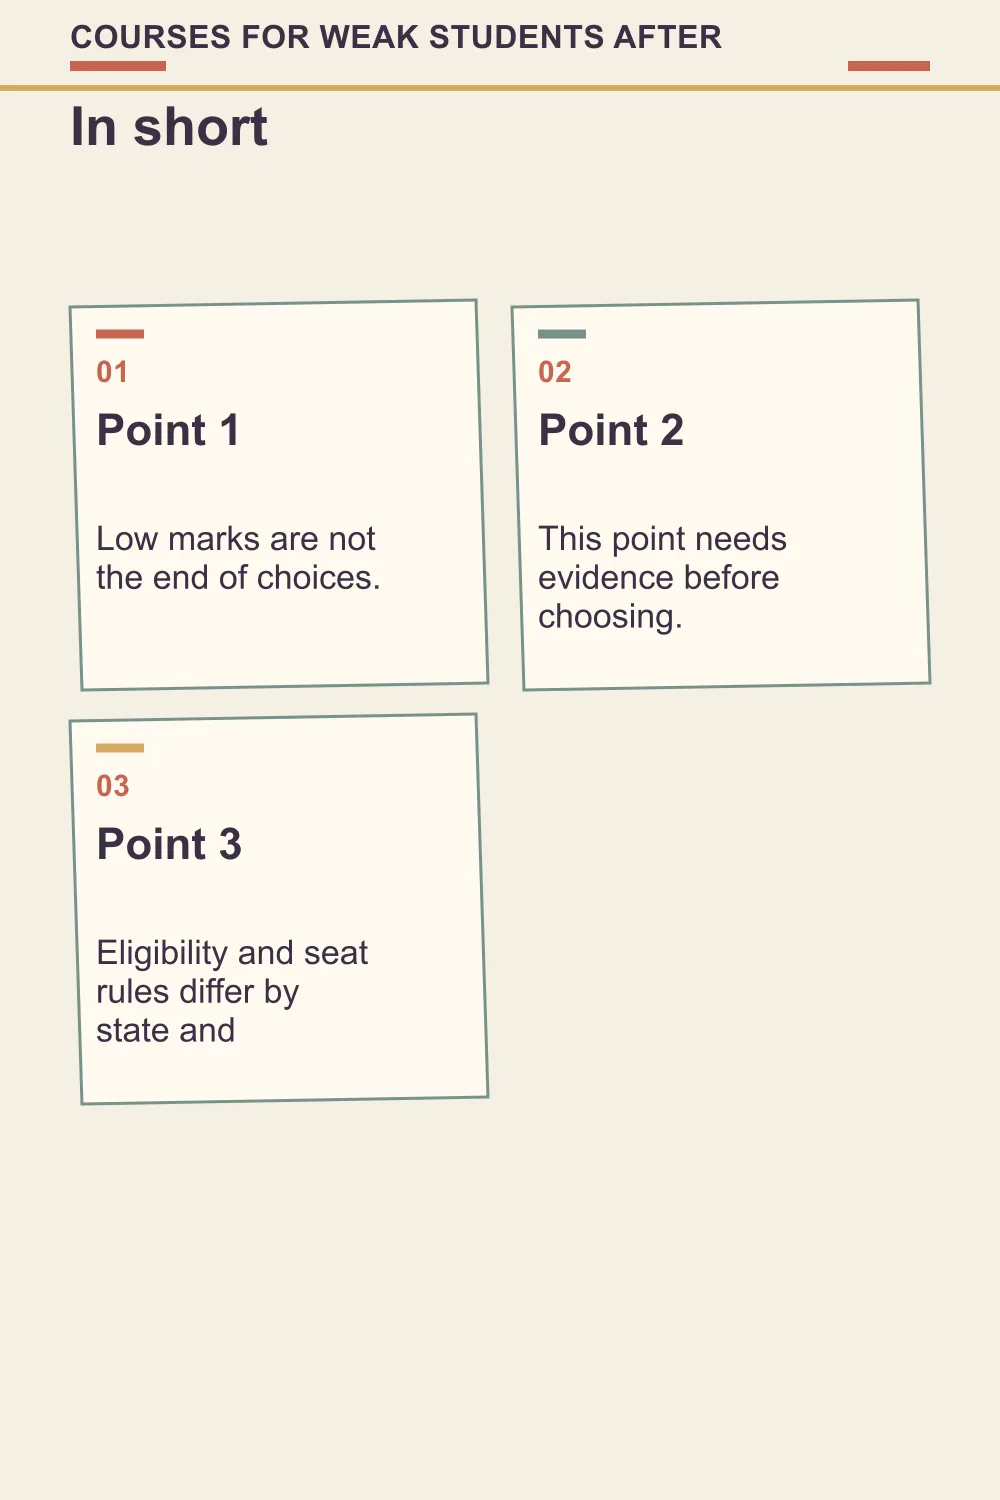 COURSES FOR WEAK STUDENTS AFTER
In short
01
Point 1
Low marks are not
the end of choices.
02
Point 2
This point needs
evidence before
choosing.
03
Point 3
Eligibility and seat
rules differ by
state and